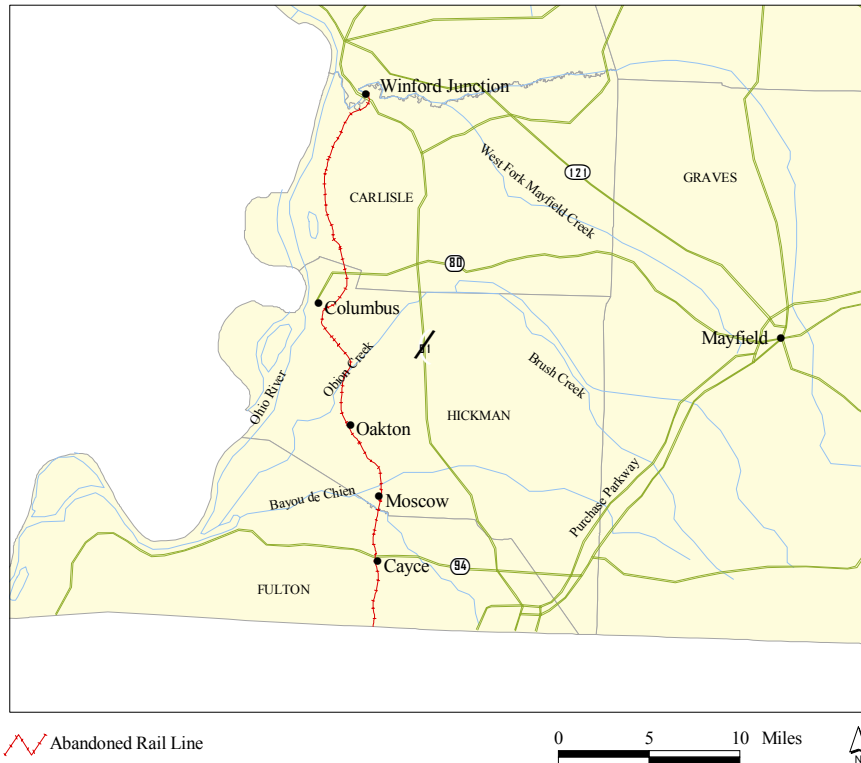 Winford Junction
West Fork Mayfield Creek
121
GRAVES
CARLISLE
80
Columbus
Mayfield
Obion Creek
Ohio River
Brush Creek
HICKMAN
Oakton
Purchase Parkway
Bayou de Chien
Moscow
94
Cayce
FULTON
Abandoned Rail Line
0 5 10 Miles
N